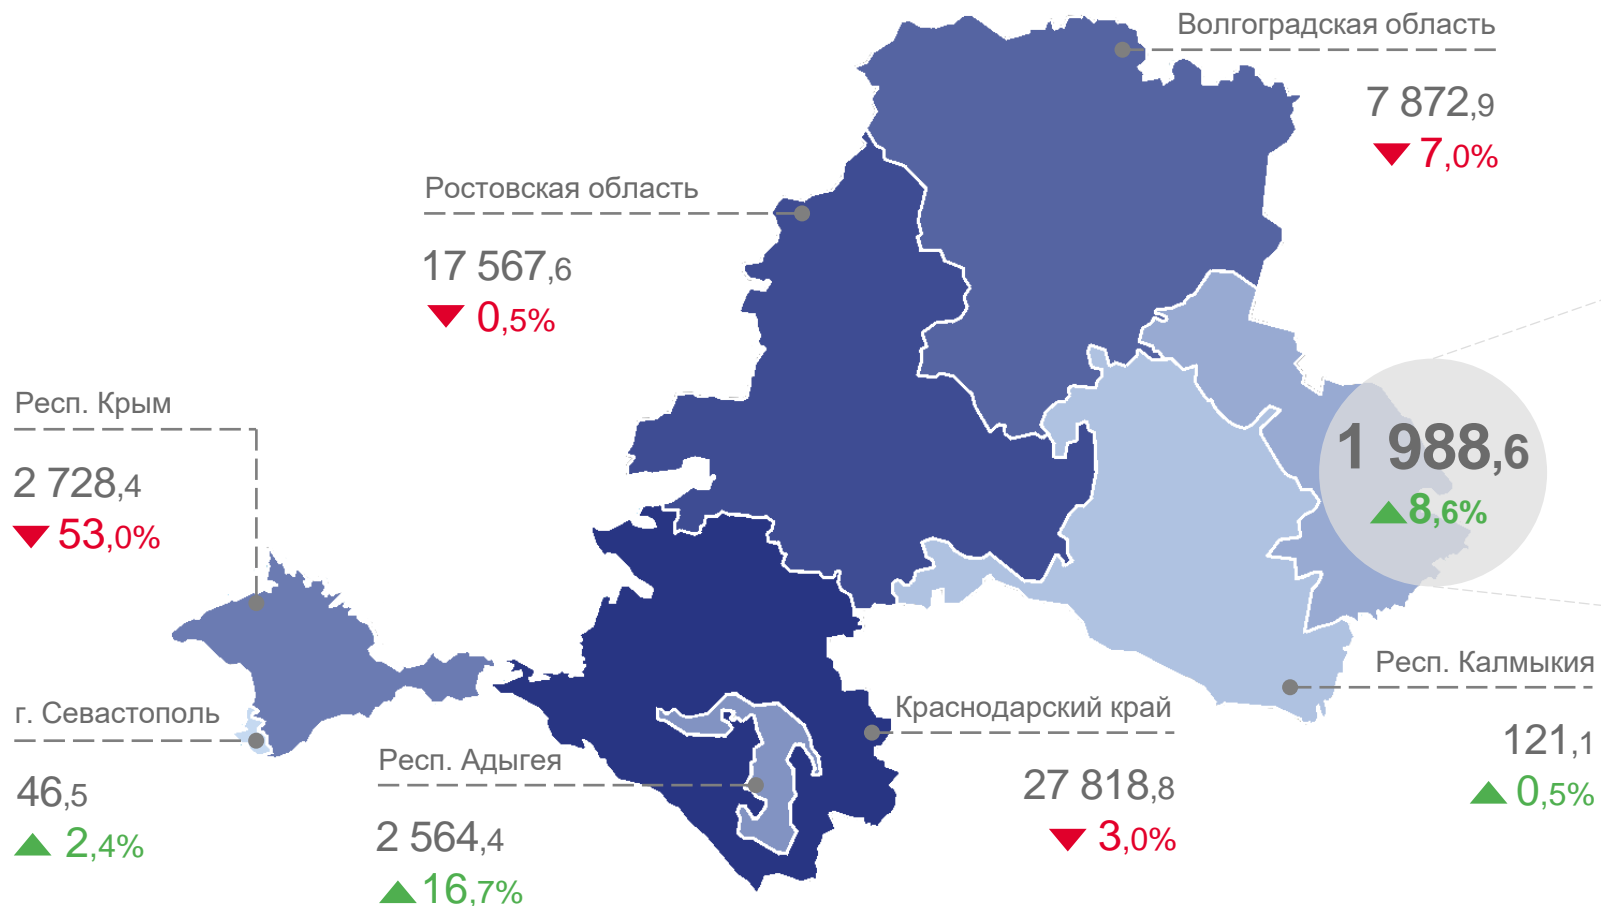 Волгоградская область
7 872,9
7,0%
Ростовская область
17 567,6
0,5%
Респ. Крым
2 728,4
53,0%
1 988,6
8,6%
Респ. Калмыкия
121,1
0,5%
г. Севастополь
46,5
2,4%
Краснодарский край
27 818,8
3,0%
Респ. Адыгея
2 564,4
16,7%